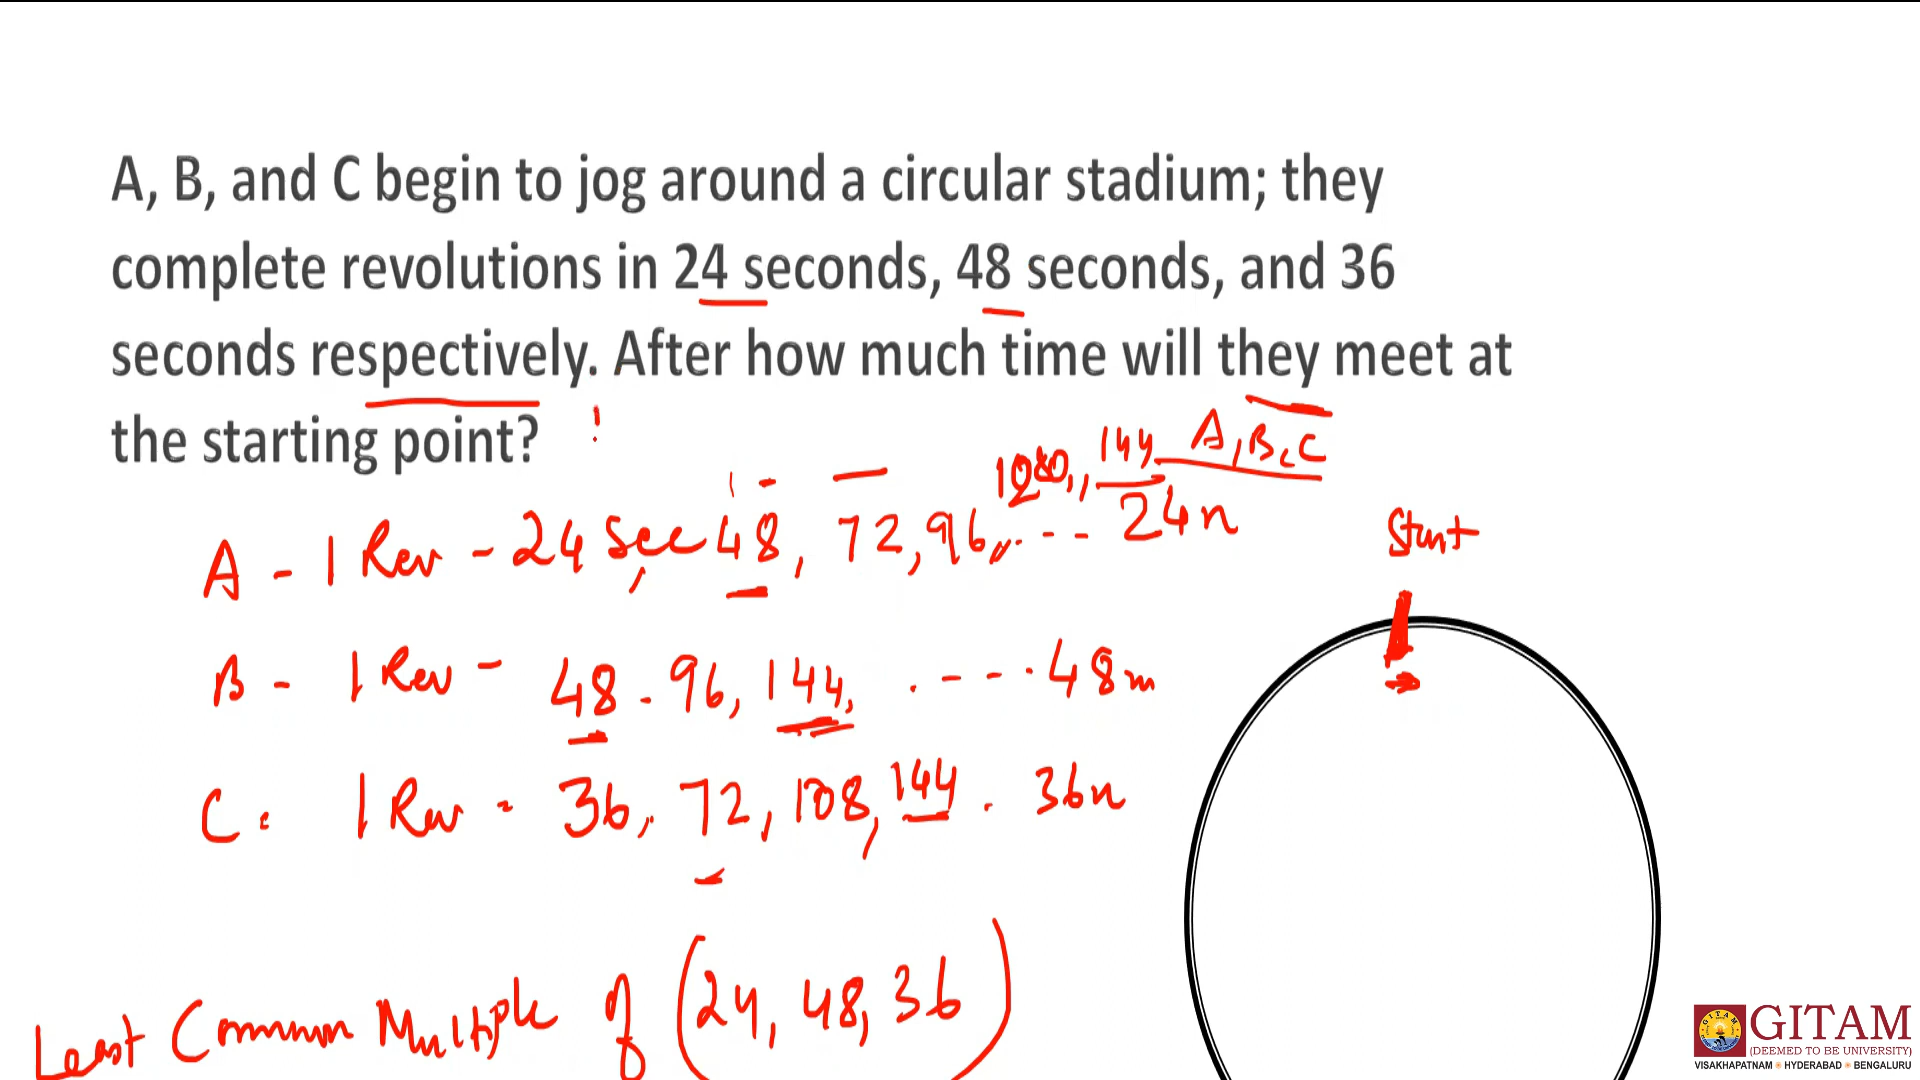 A, B, and C begin to jog around a circular stadium; they
complete revolutions in 24 seconds, 48 seconds, and 36
seconds respectively. After how much time will they meet at
the starting point?
144 A, B, C
A - 1 Rev - 24 Sec, 48, 72, 96, ... 24n
Start
B - 1 Rev - 48 - 96, 144, . - - . 48m
C - 1 Rev - 36, 72, 108, 144 . 36n
Least Common Multiple of (24, 48, 36)
GITAM
(DEEMED TO BE UNIVERSITY)
VISAKHAPATNAM HYDERABAD BENGALURU